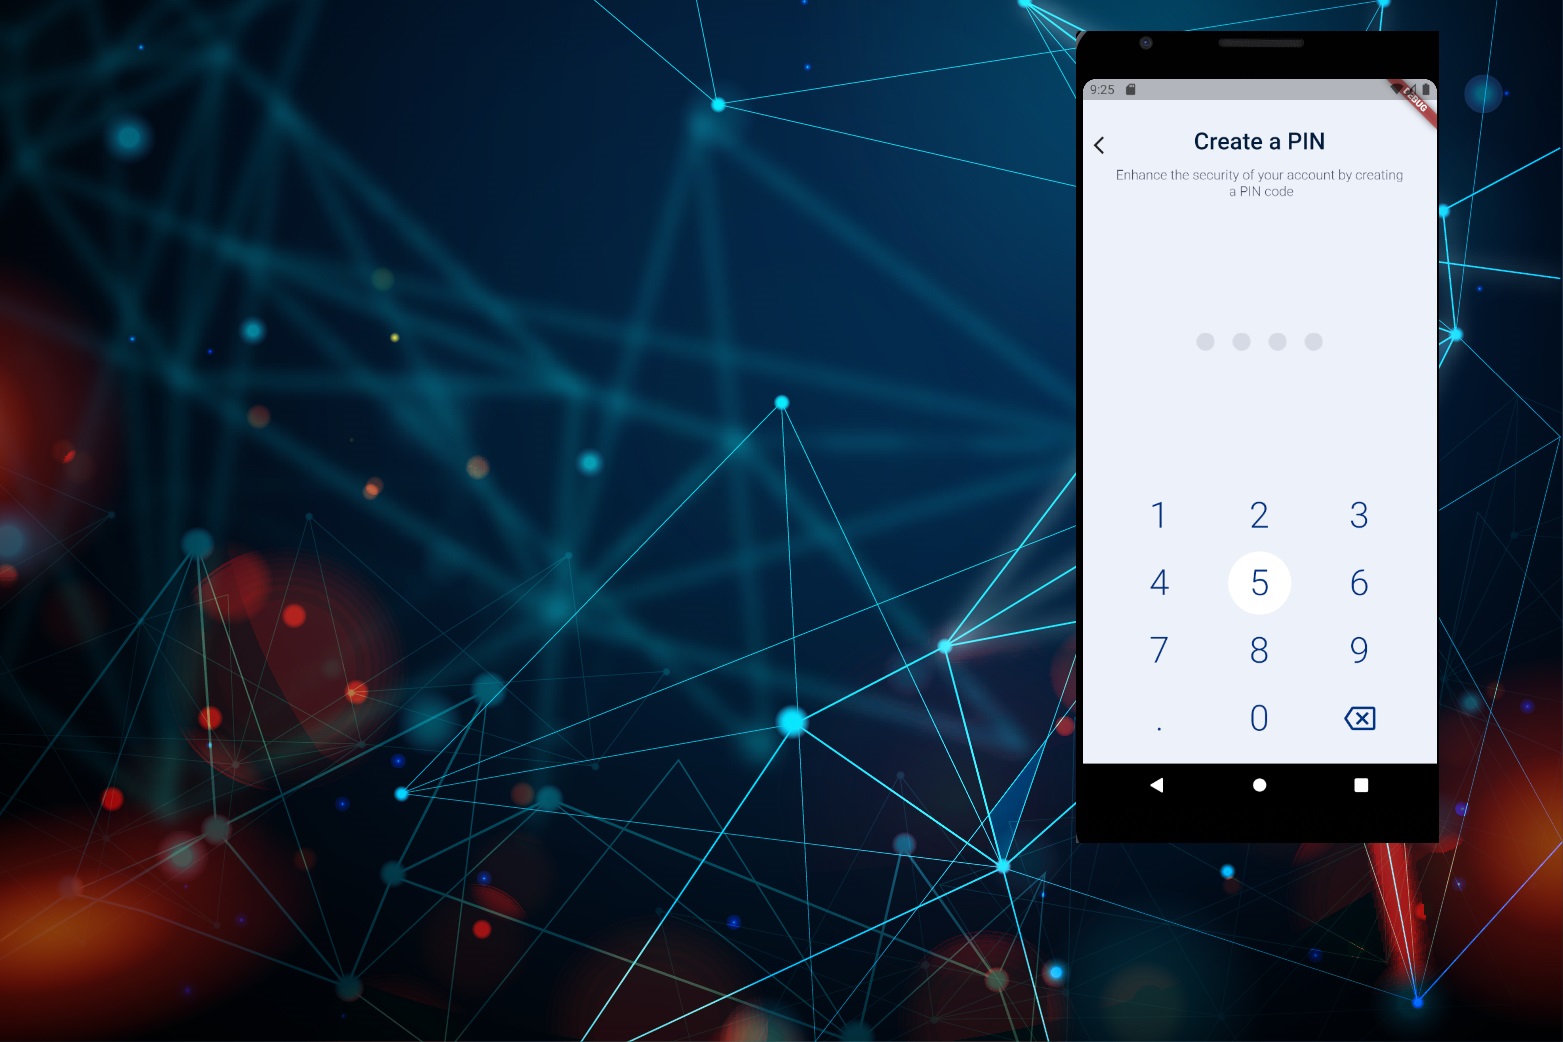 9:25
DEBUG
Create a PIN
Enhance the security of your account by creating
a PIN code
1 2 3
4 5 6
7 8 9
. 0